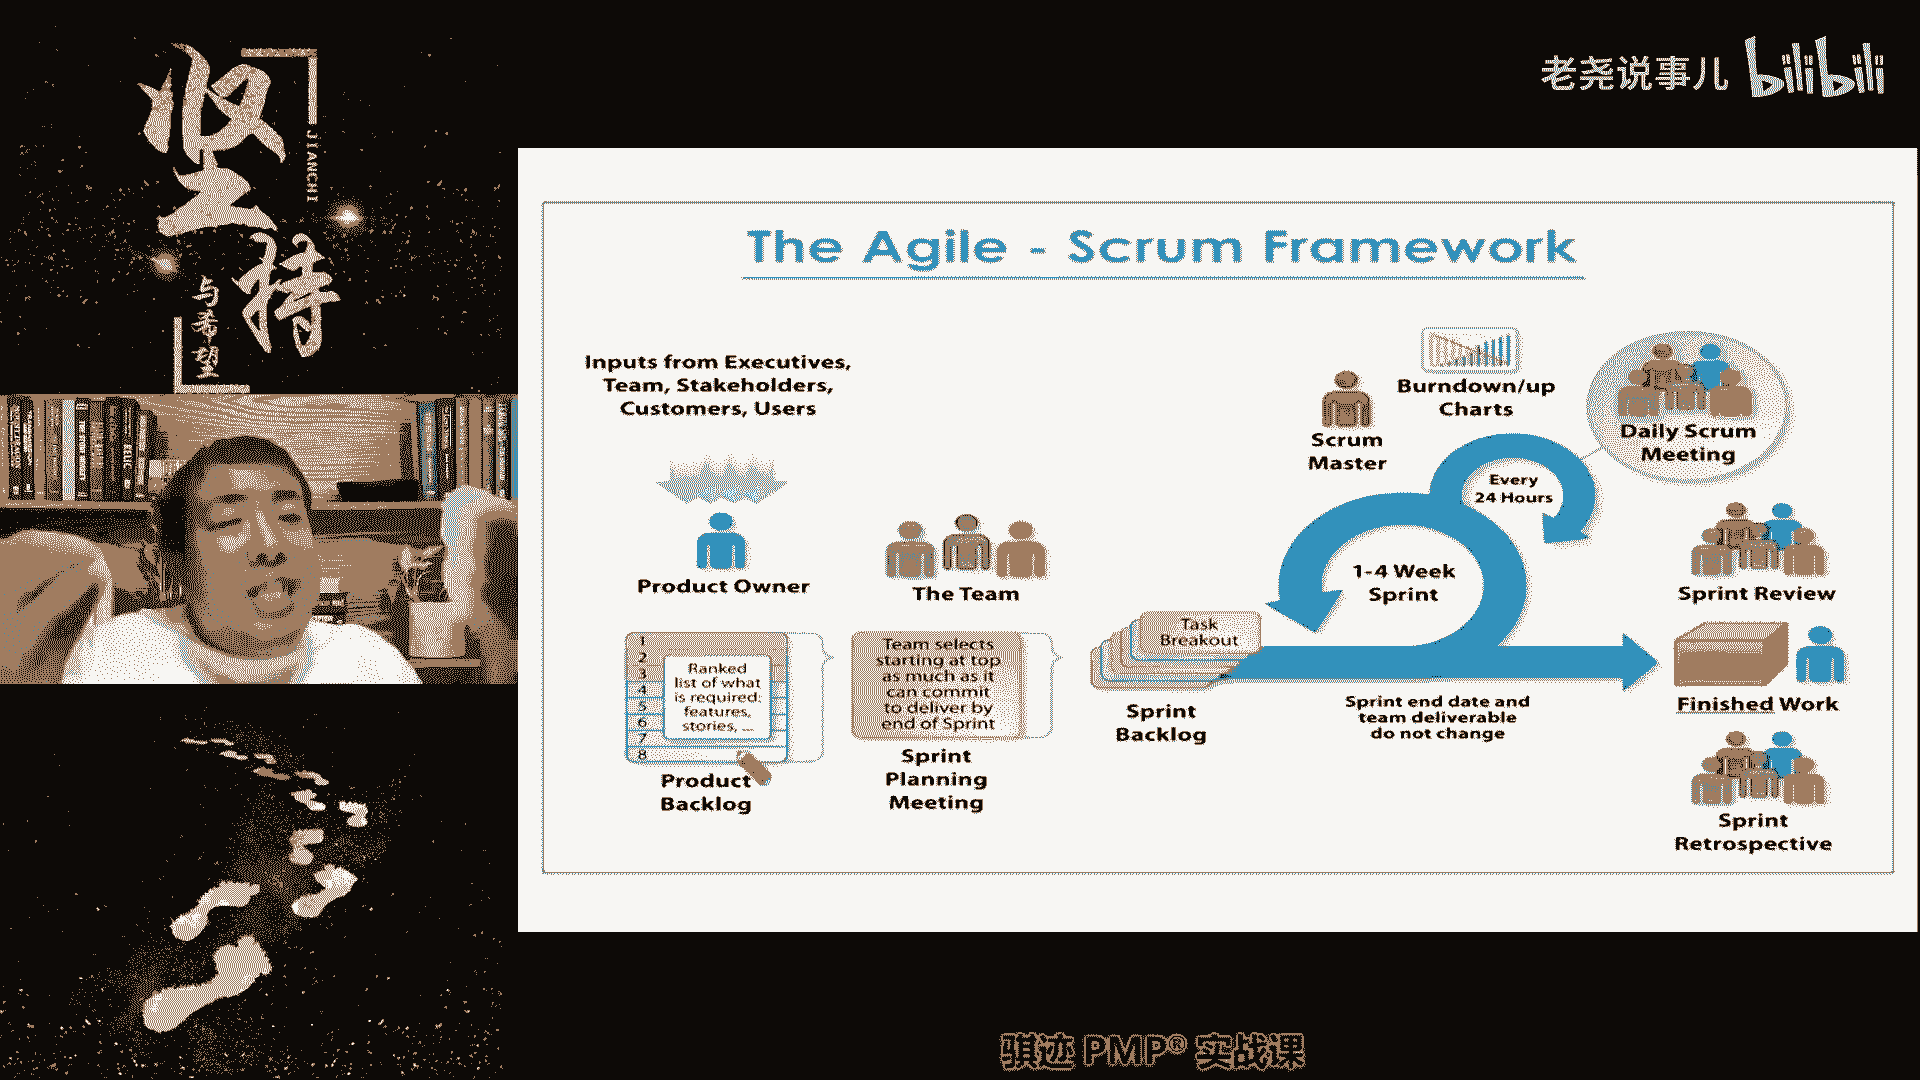 坚持
JIANCHI
与希望
老尧说事儿 bilibili
The Agile - Scrum Framework
Inputs from Executives,
Team, Stakeholders,
Customers, Users
Product Owner
The Team
1
2
3
4
5
6
7
8
Ranked
list of what
is required:
features,
stories, ...
Product
Backlog
Team selects
starting at top
as much as it
can commit
to deliver by
end of Sprint
Sprint
Planning
Meeting
Task
Breakout
Sprint
Backlog
Scrum
Master
Burndown/up
Charts
Every
24 Hours
1-4 Week
Sprint
Daily Scrum
Meeting
Sprint end date and
team deliverable
do not change
Sprint Review
Finished Work
Sprint
Retrospective
骐迹 PMP® 实战课